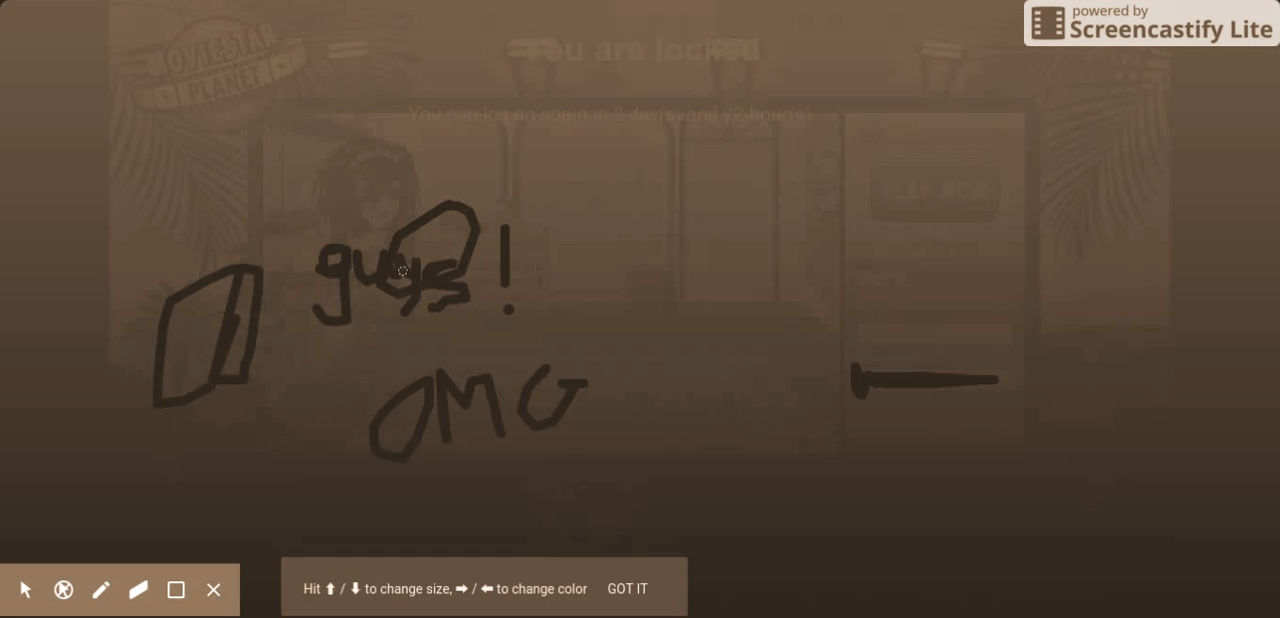 powered by
Screencastify Lite
MOVIESTAR
PLANET
You are locked
You can log on again in 2 day(s) and 22 hour(s)
guys!
OMG
Hit ⬆ / ⬇ to change size, ➡ / ⬅ to change color GOT IT